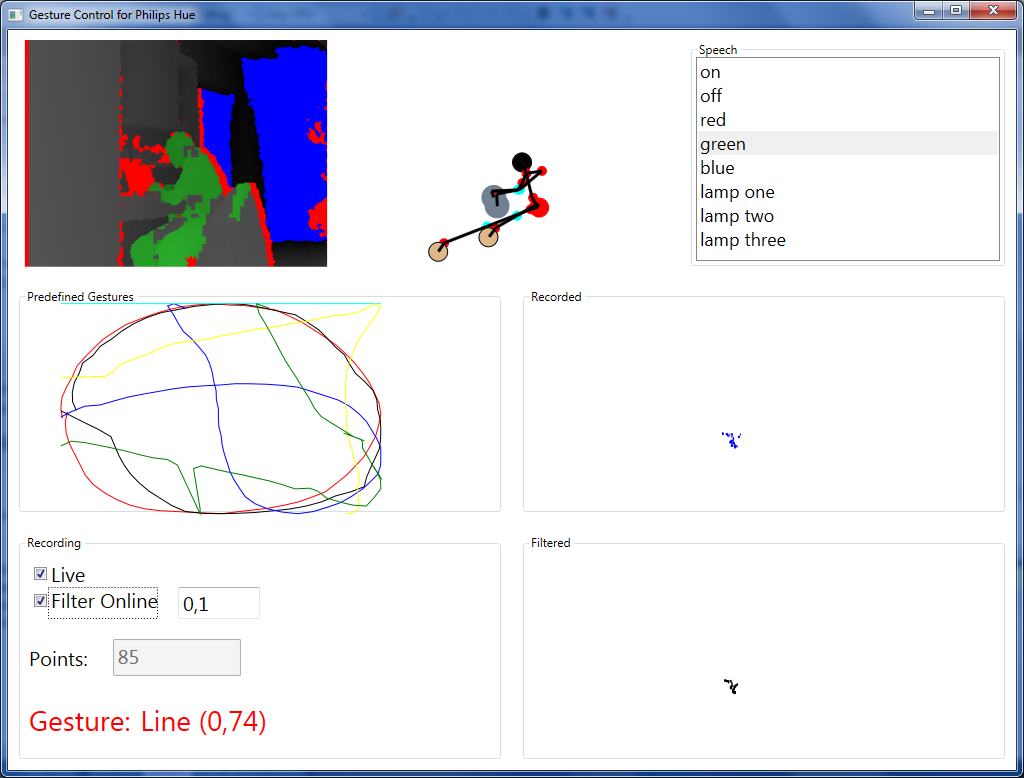 Gesture Control for Philips Hue
Speech
on
off
red
green
blue
lamp one
lamp two
lamp three
Predefined Gestures
Recorded
Recording
Live
Filter Online
0,1
Points:
85
Gesture: Line (0,74)
Filtered